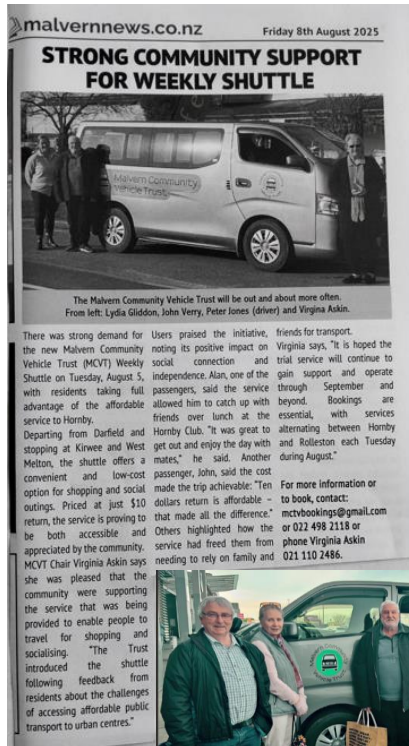 malvernnews.co.nz
Friday 8th August 2025
STRONG COMMUNITY SUPPORT
FOR WEEKLY SHUTTLE
Malvern Community
Vehicle Trust
The Malvern Community Vehicle Trust will be out and about more often.
From left: Lydia Gliddon, John Verry, Peter Jones (driver) and Virgina Askin.
There was strong demand for
the new Malvern Community
Vehicle Trust (MCVT) Weekly
Shuttle on Tuesday, August 5,
with residents taking full
advantage of the affordable
service to Hornby.
Departing from Darfield and
stopping at Kirwee and West
Melton, the shuttle offers a
convenient and low-cost
option for shopping and social
outings. Priced at just $10
return, the service is proving to
be both accessible and
appreciated by the community.
MCVT Chair Virginia Askin says
she was pleased that the
community were supporting
the service that was being
provided to enable people to
travel for shopping and
socialising. "The Trust
introduced the shuttle
following feedback from
residents about the challenges
of accessing affordable public
transport to urban centres."
Users praised the initiative,
noting its positive impact on
social connection and
independence. Alan, one of the
passengers, said the service
allowed him to catch up with
friends over lunch at the
Hornby Club. "It was great to
get out and enjoy the day with
mates," he said. Another
passenger, John, said the cost
made the trip achievable: "Ten
dollars return is affordable –
that made all the difference."
Others highlighted how the
service had freed them from
needing to rely on family and
friends for transport.
Virginia says, "It is hoped the
trial service will continue to
gain support and operate
through September and
beyond. Bookings are
essential, with services
alternating between Hornby
and Rolleston each Tuesday
during August."
For more information or
to book, contact:
mctvbookings@gmail.com
or 022 498 2118 or
phone Virginia Askin
021 110 2486.
Malvern Community
Vehicle Trust